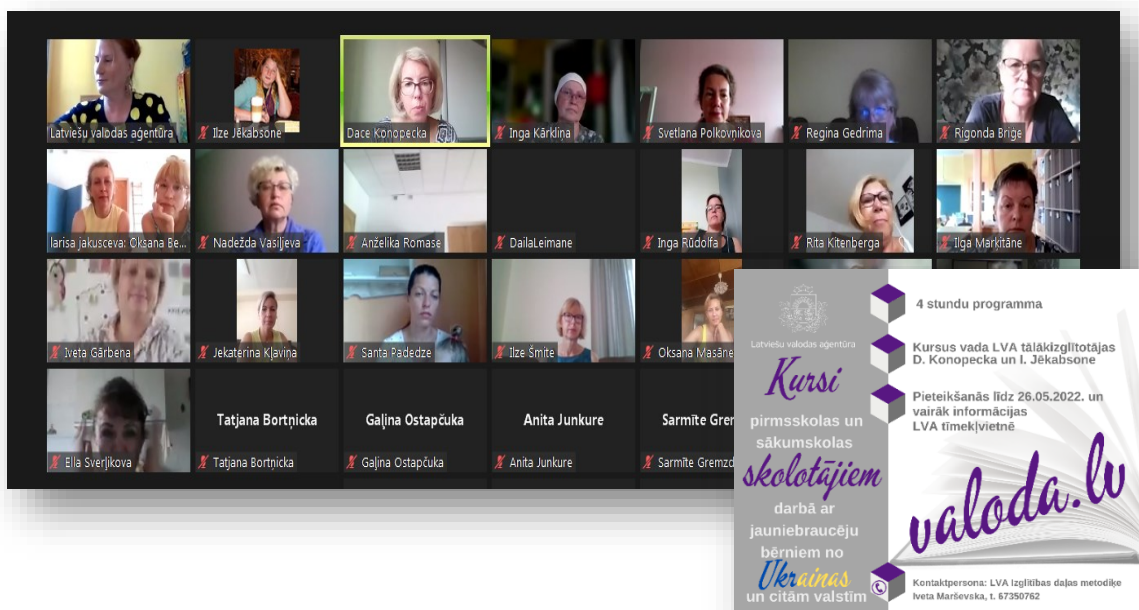 Latviešu valodas aģentūra
Ilze Jēkabsone
Dace Konopecka
Inga Kārkliņa
Svetlana Polkovnikova
Regina Gedrima
Rigonda Briģe
larisa jakusceva: Oksana Be...
Nadežda Vasiļjeva
Anželika Romase
DailaLeimane
Inga Rūdolfa
Rita Kitenberga
Ilga Markitāne
Iveta Gārbena
Jekaterina Kļaviņa
Santa Padedze
Ilze Šmite
Oksana Masāne
Ella Sverļikova
Tatjana Bortņicka
Tatjana Bortņicka
Gaļina Ostapčuka
Gaļina Ostapčuka
Anita Junkure
Anita Junkure
Sarmīte Grem
Sarmīte Gremzd
Latviešu valodas aģentūra
Kursi
pirmsskolas un
sākumskolas
skolotājiem
darbā ar
jauniebraucēju
bērniem no
Ukrainas
un citām valstīm
4 stundu programma
Kursus vada LVA tālākizglītotājas
D. Konopecka un I. Jēkabsone
Pieteikšanās līdz 26.05.2022. un
vairāk informācijas
LVA tīmekļvietnē
valoda.lv
Kontaktpersona: LVA Izglītības daļas metodiķe
Iveta Marševska, t. 67350762